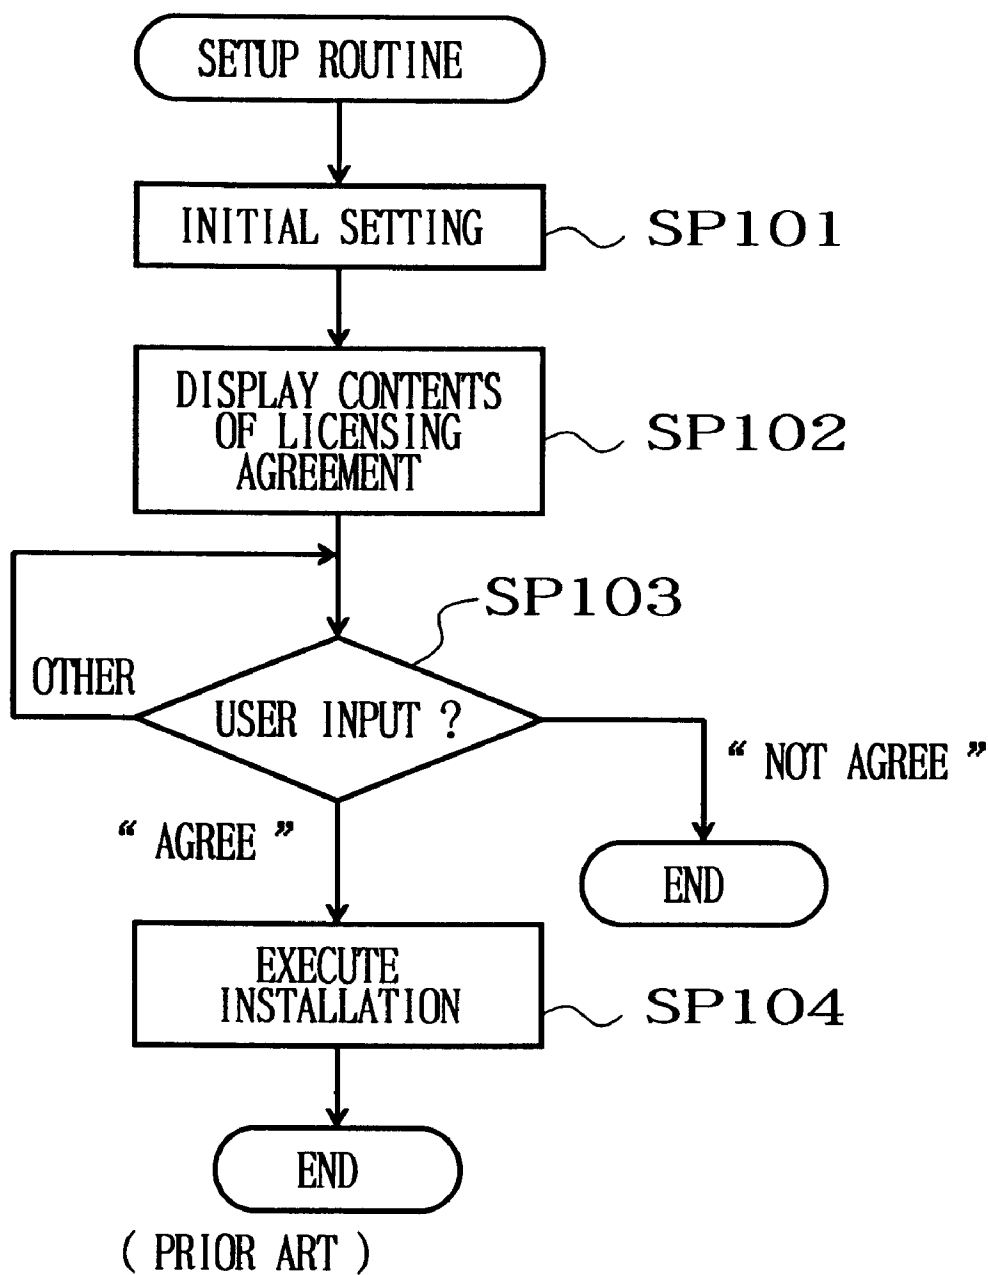 SETUP ROUTINE
INITIAL SETTING
SP101
DISPLAY CONTENTS
OF LICENSING
AGREEMENT
SP102
SP103
OTHER
USER INPUT ?
“ NOT AGREE ”
“ AGREE ”
END
EXECUTE
INSTALLATION
SP104
END
( PRIOR ART )